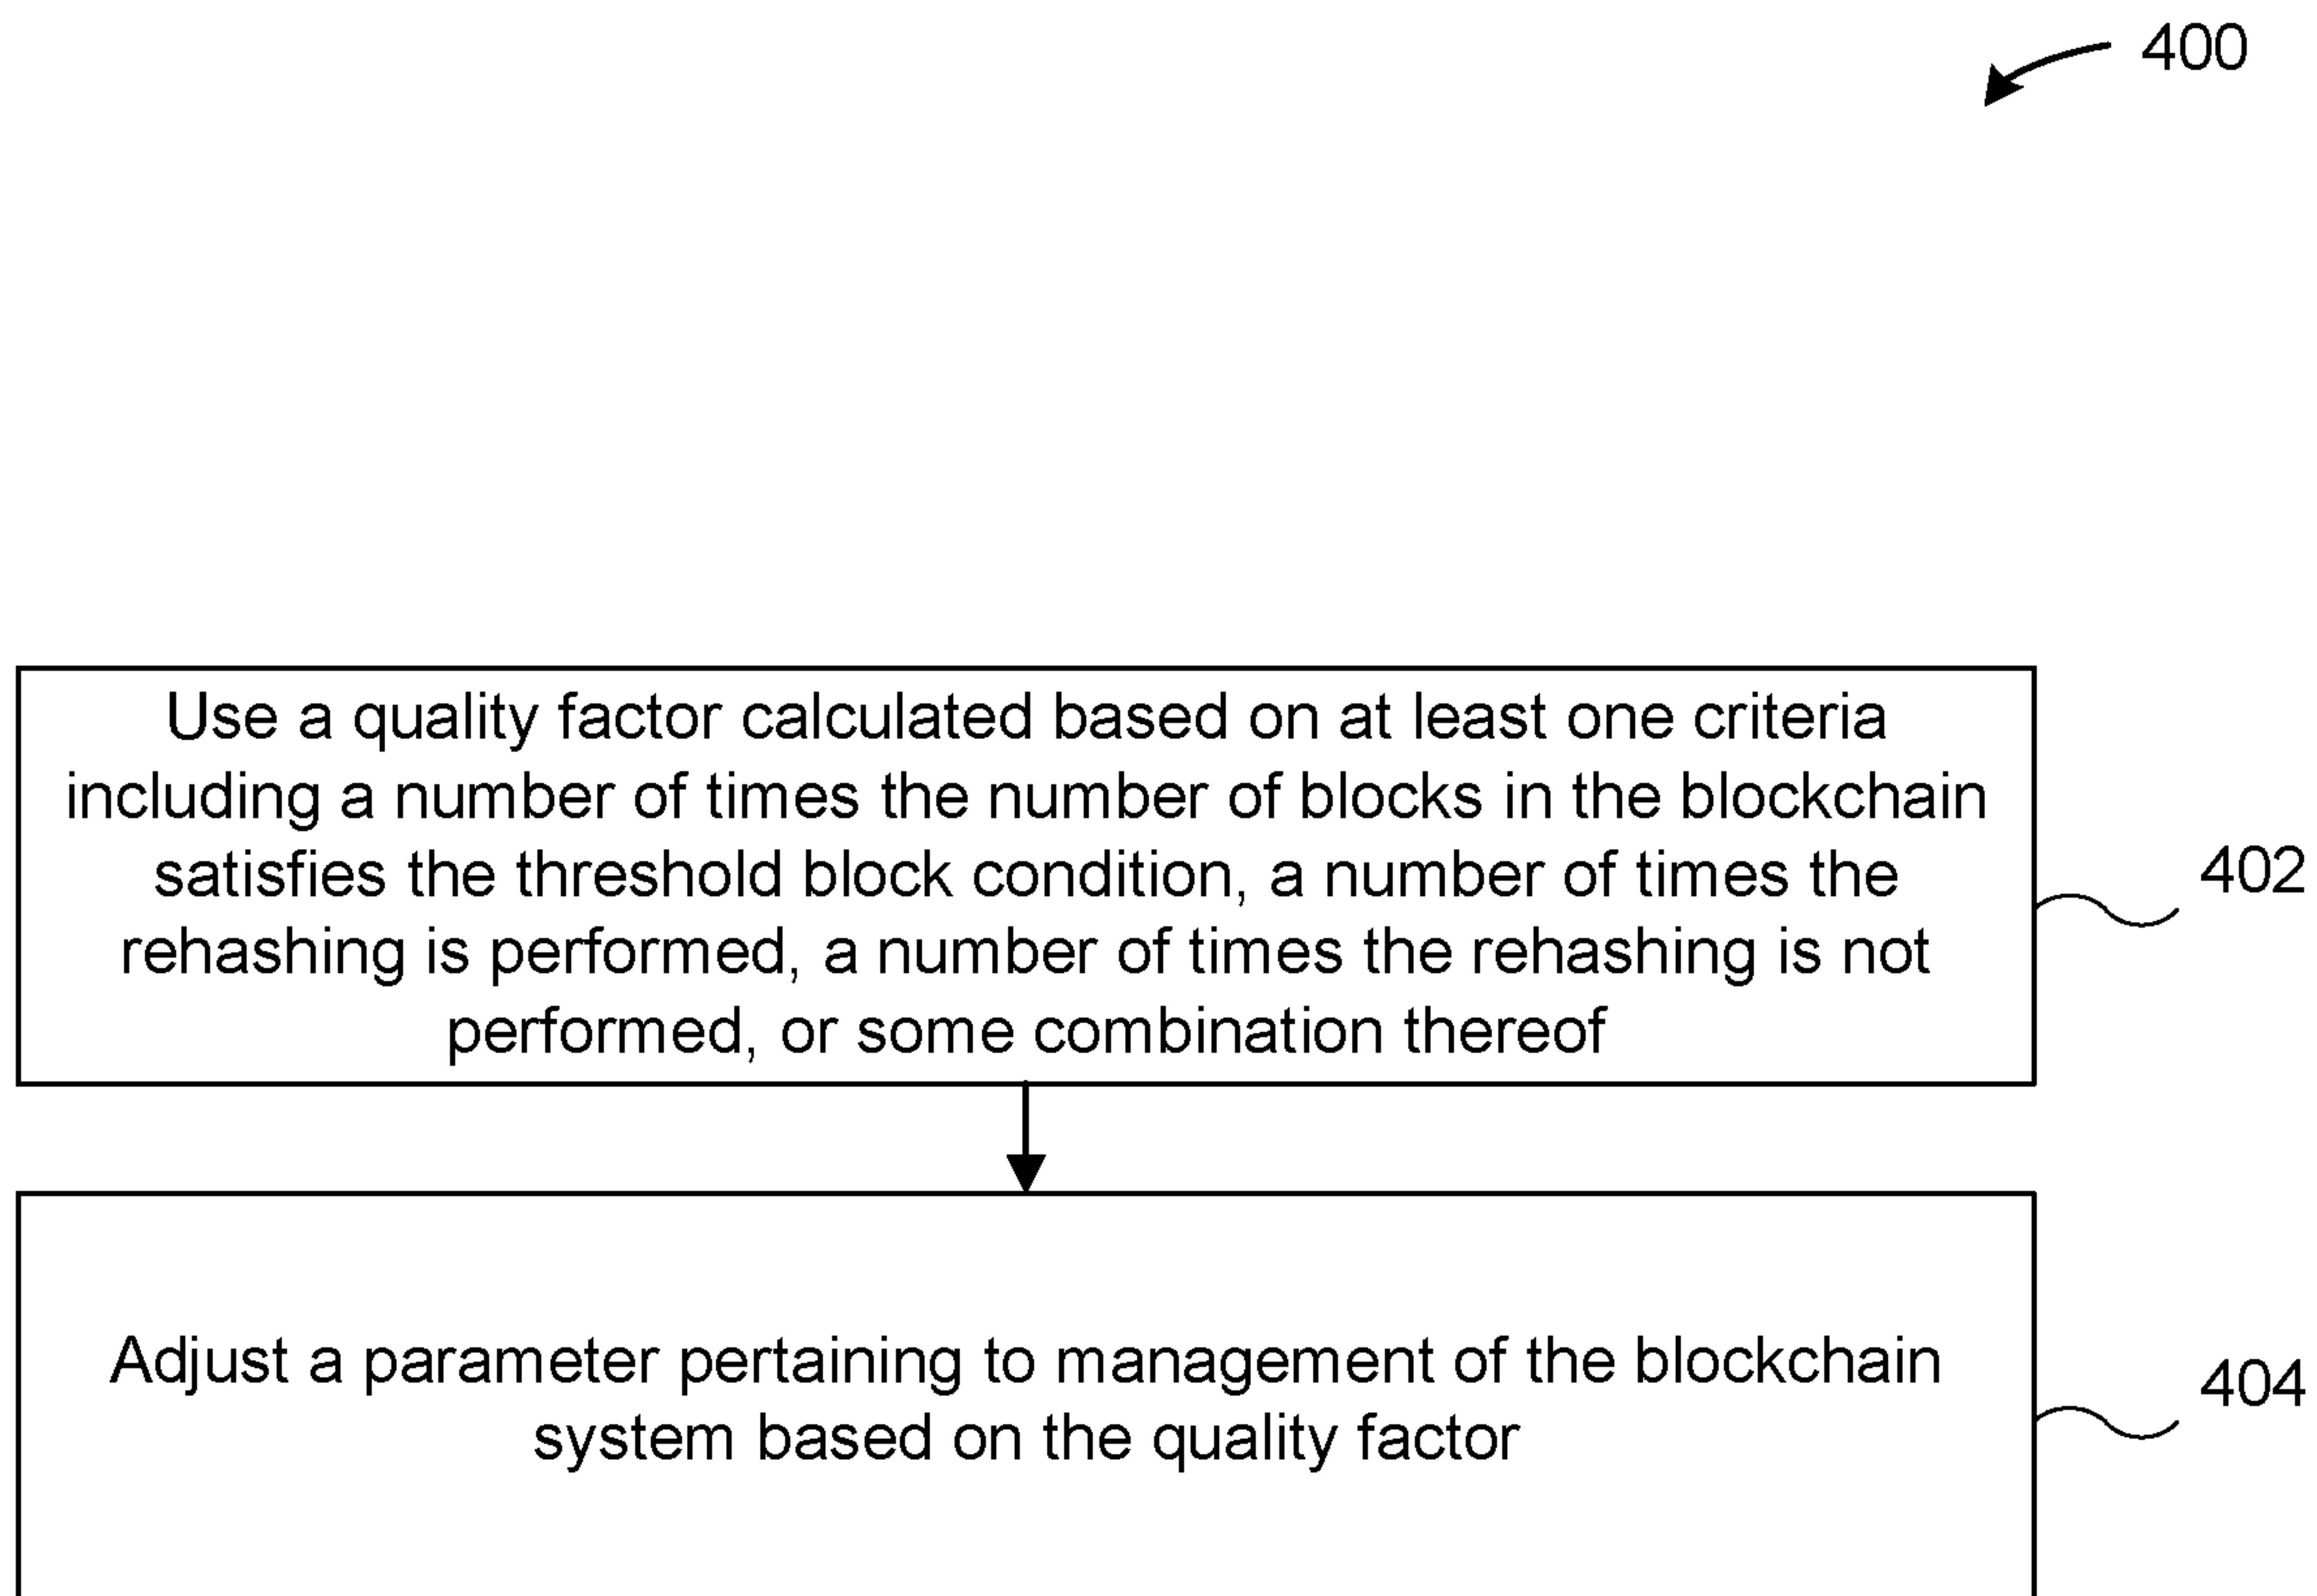 400
Use a quality factor calculated based on at least one criteria
including a number of times the number of blocks in the blockchain
satisfies the threshold block condition, a number of times the
rehashing is performed, a number of times the rehashing is not
performed, or some combination thereof
402
Adjust a parameter pertaining to management of the blockchain
system based on the quality factor
404